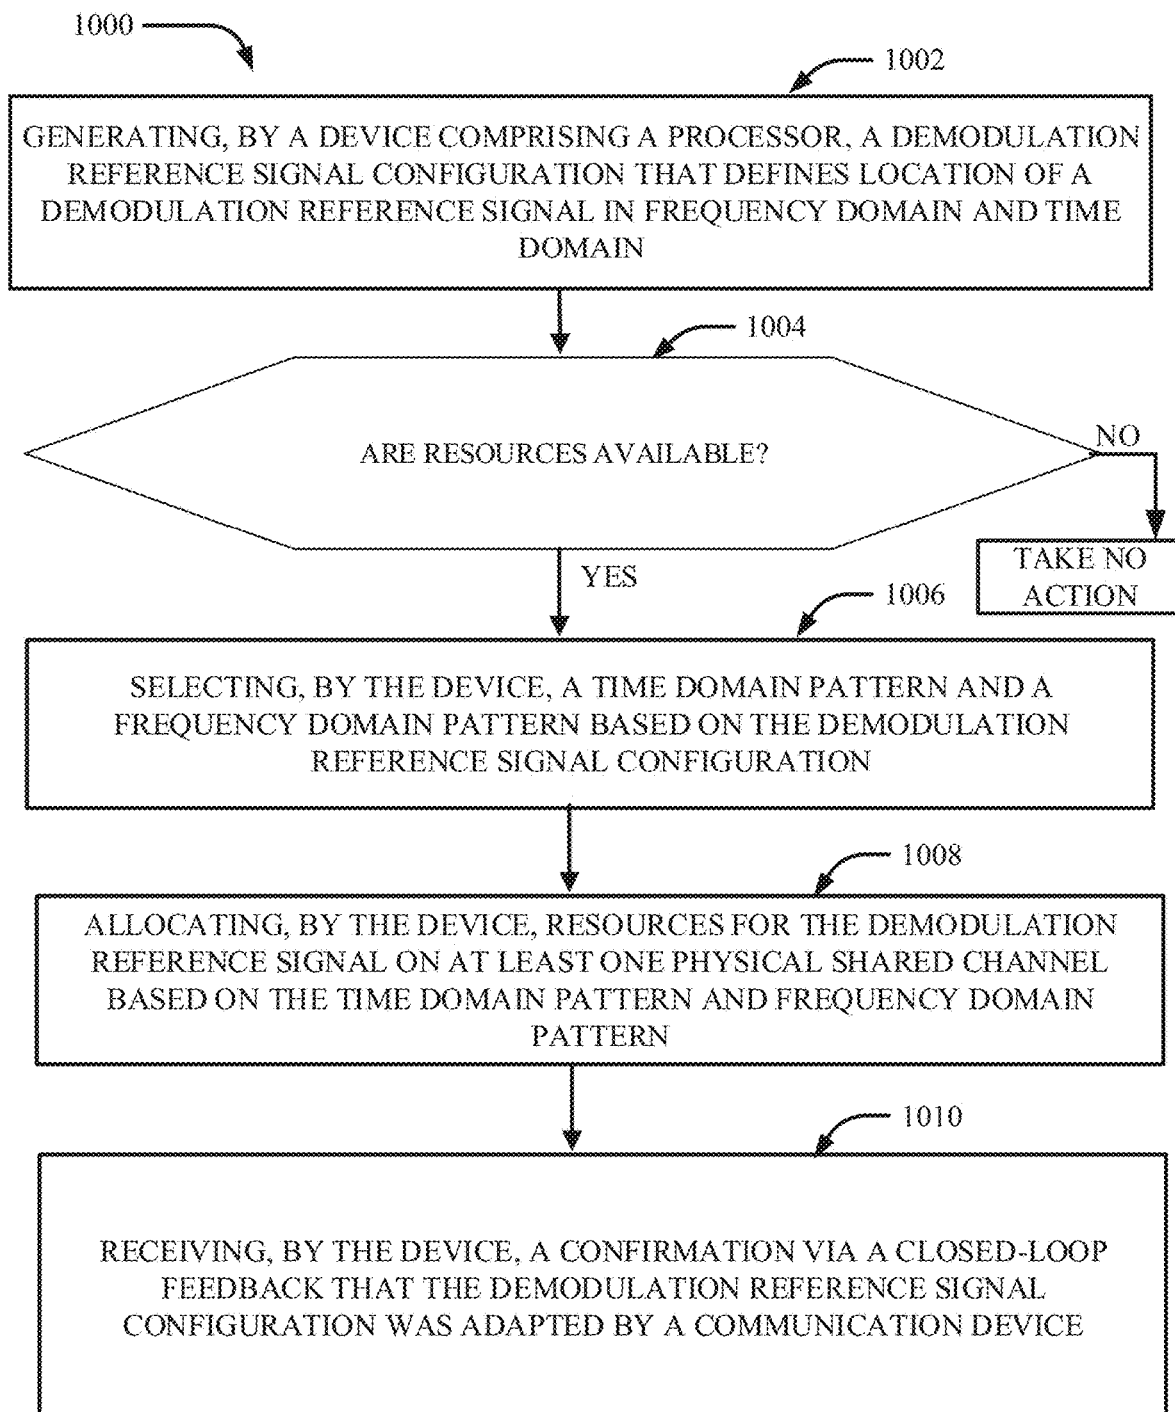 1000
1002
GENERATING, BY A DEVICE COMPRISING A PROCESSOR, A DEMODULATION
REFERENCE SIGNAL CONFIGURATION THAT DEFINES LOCATION OF A
DEMODULATION REFERENCE SIGNAL IN FREQUENCY DOMAIN AND TIME
DOMAIN
1004
ARE RESOURCES AVAILABLE?
NO
TAKE NO
ACTION
YES
1006
SELECTING, BY THE DEVICE, A TIME DOMAIN PATTERN AND A
FREQUENCY DOMAIN PATTERN BASED ON THE DEMODULATION
REFERENCE SIGNAL CONFIGURATION
1008
ALLOCATING, BY THE DEVICE, RESOURCES FOR THE DEMODULATION
REFERENCE SIGNAL ON AT LEAST ONE PHYSICAL SHARED CHANNEL
BASED ON THE TIME DOMAIN PATTERN AND FREQUENCY DOMAIN
PATTERN
1010
RECEIVING, BY THE DEVICE, A CONFIRMATION VIA A CLOSED-LOOP
FEEDBACK THAT THE DEMODULATION REFERENCE SIGNAL
CONFIGURATION WAS ADAPTED BY A COMMUNICATION DEVICE